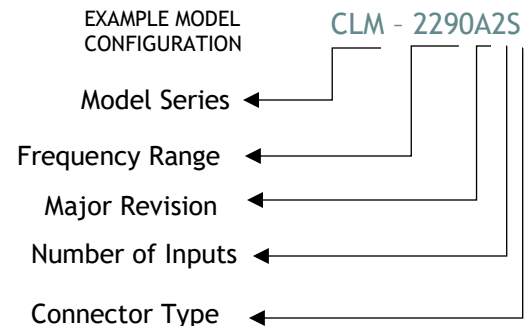 EXAMPLE MODEL
CONFIGURATION
CLM – 2290A2S
Model Series
Frequency Range
Major Revision
Number of Inputs
Connector Type